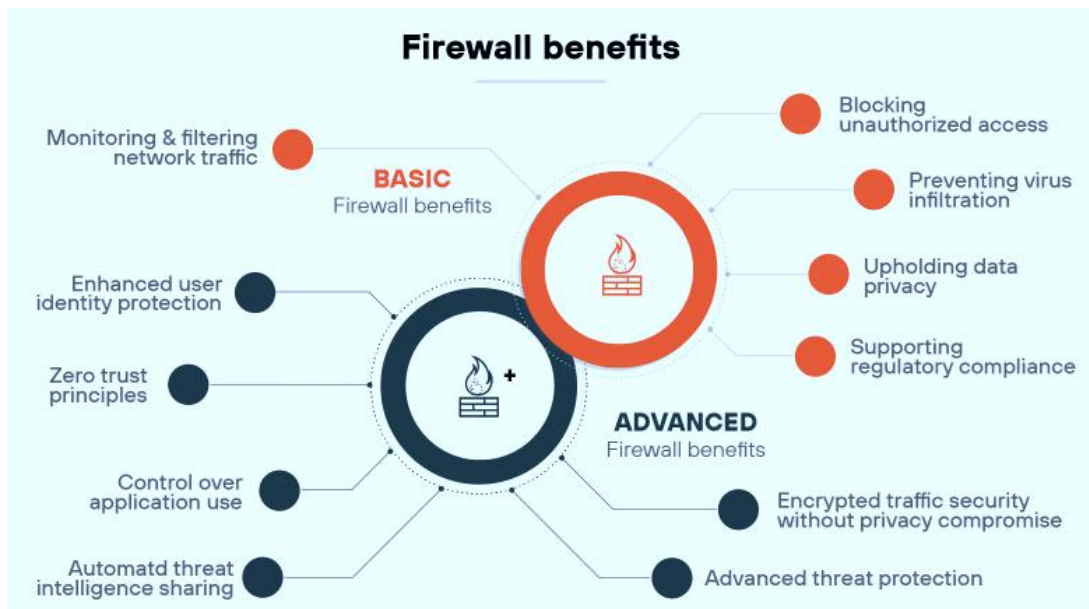 Firewall benefits
Monitoring & filtering
network traffic
BASIC
Firewall benefits
Blocking
unauthorized access
Preventing virus
infiltration
Upholding data
privacy
Supporting
regulatory compliance
Enhanced user
identity protection
Zero trust
principles
Control over
application use
Automatd threat
intelligence sharing
+
ADVANCED
Firewall benefits
Encrypted traffic security
without privacy compromise
Advanced threat protection